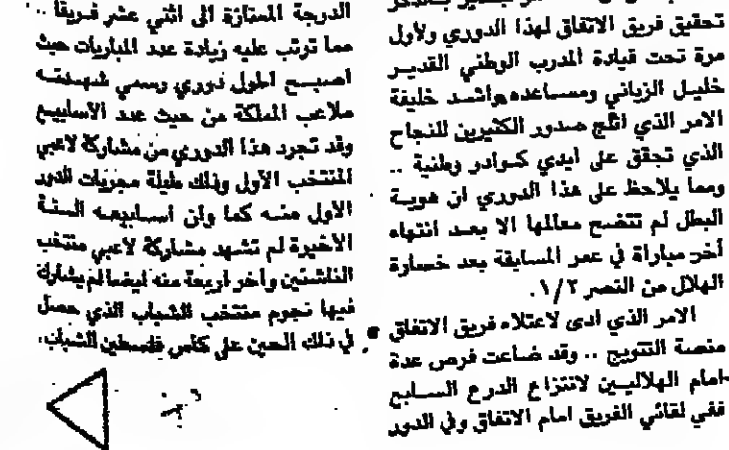 تحقيق فريق الاتفاق لهذا الدوري ولأول
مرة تحت قيادة المدرب الوطني القدير
خليل الزياني ومساعده راشد خليفة
الامر الذي اثلج صدور الكثيرين للنجاح
الذي تحقق على ايدي كوادر وطنية ..
ومما يلاحظ على هذا الدوري ان هوية
البطل لم تتضح معالمها الا بعد انتهاء
أخر مباراة في عمر المسابقة بعد خسارة
الهلال من النصر ١/٢.
الامر الذي ادى لاعتلاء فريق الاتفاق
منصة التتويج .. وقد ضاعت فرص عدة
امام الهلاليين لانتزاع الدرع السابع
ففي لقائي الفريق امام الاتفاق وفي الدور
الدرجة الممتازة الى اثني عشر فريقا ..
مما ترتب عليه زيادة عدد المباريات حيث
اصبح اطول دوري رسمي شهدته
ملاعب المملكة من حيث عدد الاسابيع
وقد تجرد هذا الدوري من مشاركة لاعبي
المنتخب الأول وذلك طيلة مجريات الدور
الاول منه كما وان اسابيعه الستة
الأخيرة لم تشهد مشاركة لاعبي منتخب
الناشئين وآخر اربعة منه ايضا لم يشارك
فيها نجوم منتخب الشباب الذي حصل
في ذلك الحين على كأس فلسطين للشباب.